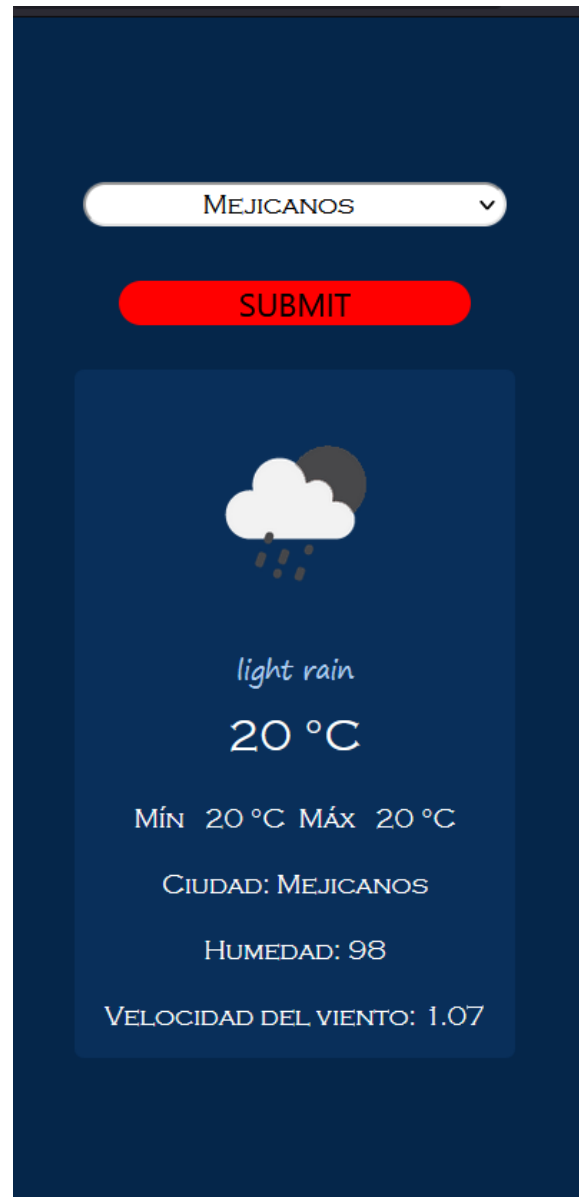 Mejicanos
SUBMIT
light rain
20 °C
Mín 20 °C Máx 20 °C
Ciudad: Mejicanos
Humedad: 98
Velocidad del viento: 1.07